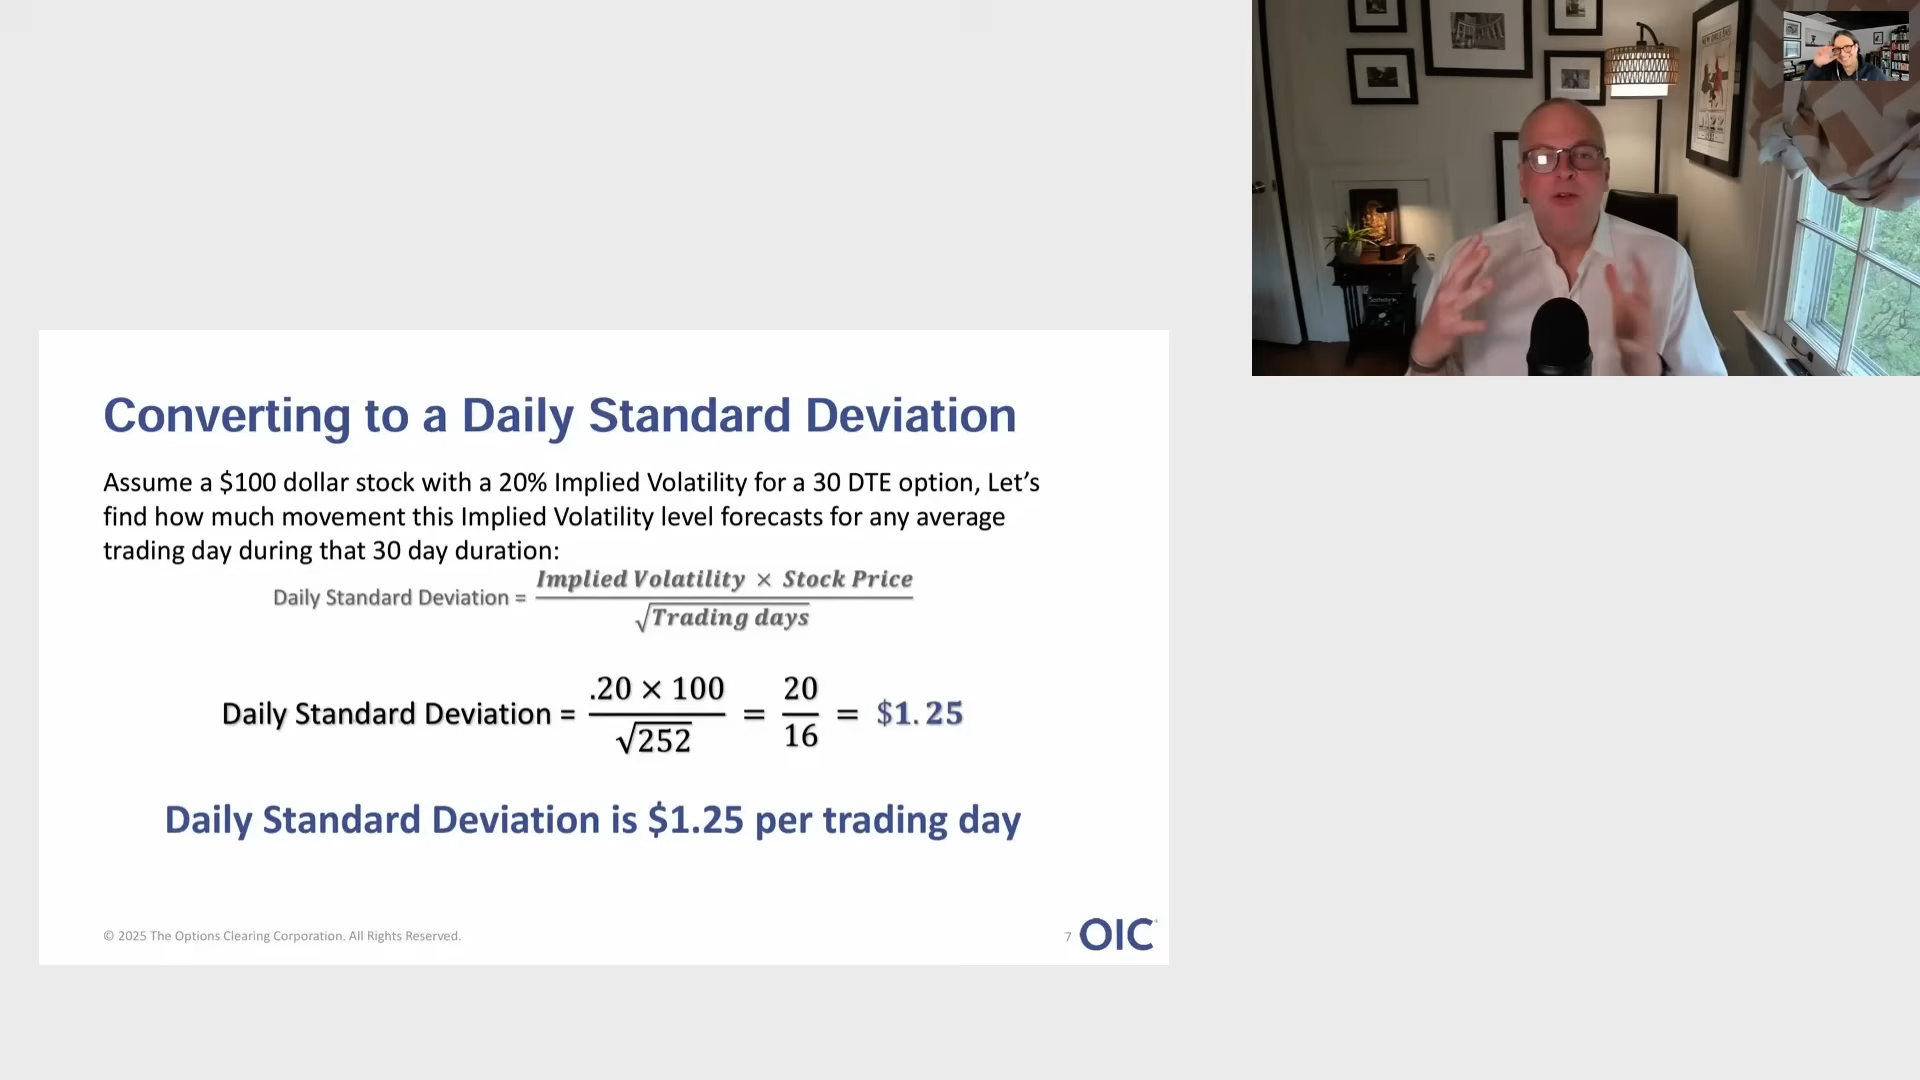 Converting to a Daily Standard Deviation
Assume a $100 dollar stock with a 20% Implied Volatility for a 30 DTE option, Let’s
find how much movement this Implied Volatility level forecasts for any average
trading day during that 30 day duration:
Daily Standard Deviation = Implied Volatility × Stock Price / √Trading days
Daily Standard Deviation = .20 × 100 / √252 = 20 / 16 = $1.25
Daily Standard Deviation is $1.25 per trading day
© 2025 The Options Clearing Corporation. All Rights Reserved.
7 OIC